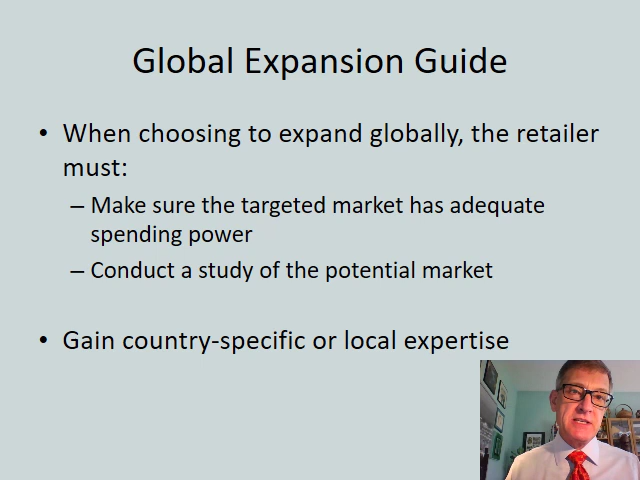 Global Expansion Guide
• When choosing to expand globally, the retailer
must:
– Make sure the targeted market has adequate
spending power
– Conduct a study of the potential market
• Gain country-specific or local expertise